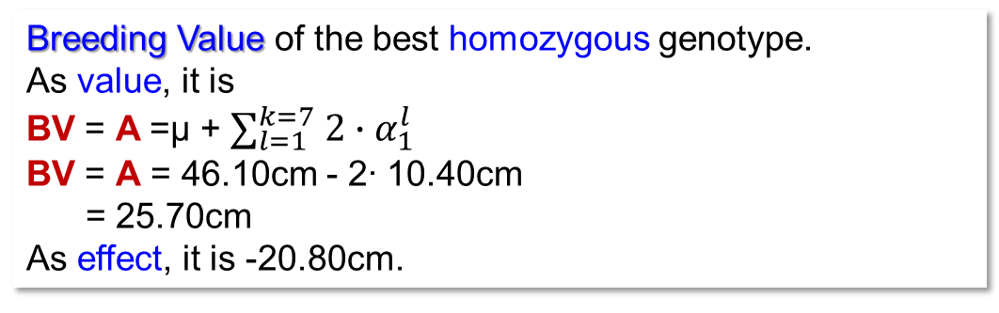 Breeding Value of the best homozygous genotype.
As value, it is
BV = A =µ + ∑_{l=1}^{k=7} 2 · α_1^l
BV = A = 46.10cm - 2· 10.40cm
= 25.70cm
As effect, it is -20.80cm.